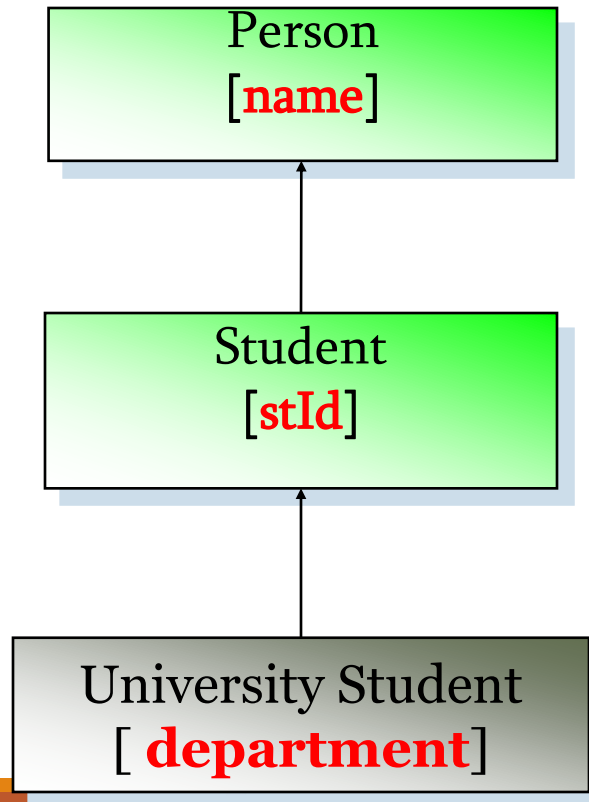 Person
[name]
Student
[stId]
University Student
[ department]